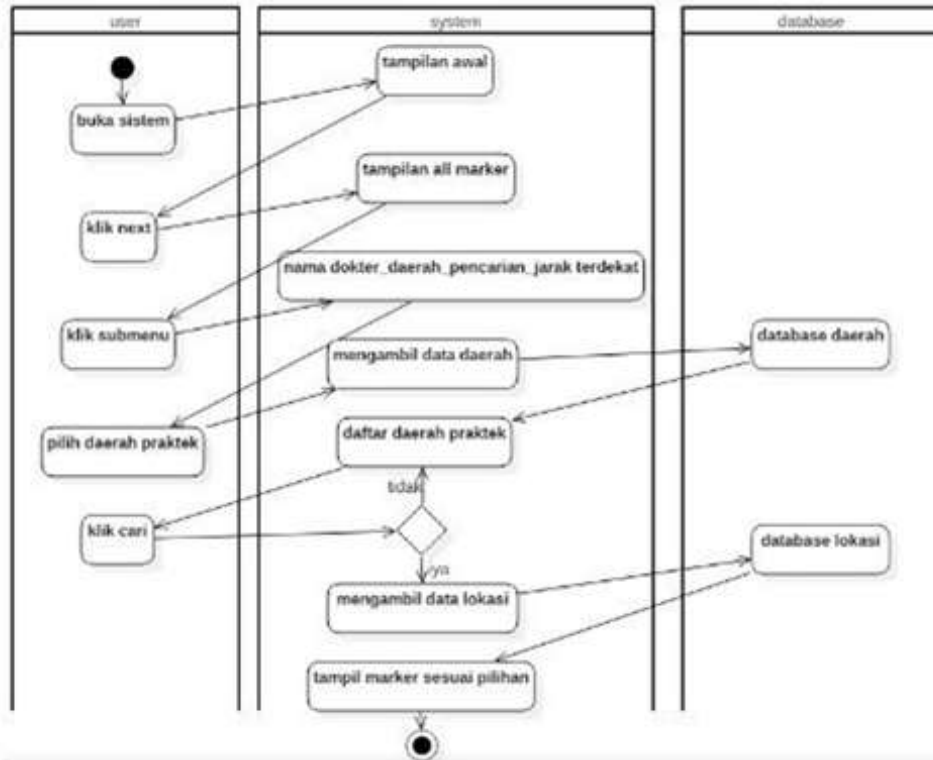 user
system
database
tampilan awal
buka sistem
tampilan all marker
klik next
nama dokter_daerah_pencarian_jarak terdekat
klik submenu
database daerah
mengambil data daerah
pilih daerah praktek
daftar daerah praktek
tidak
klik cari
database lokasi
ya
mengambil data lokasi
tampil marker sesuai pilihan